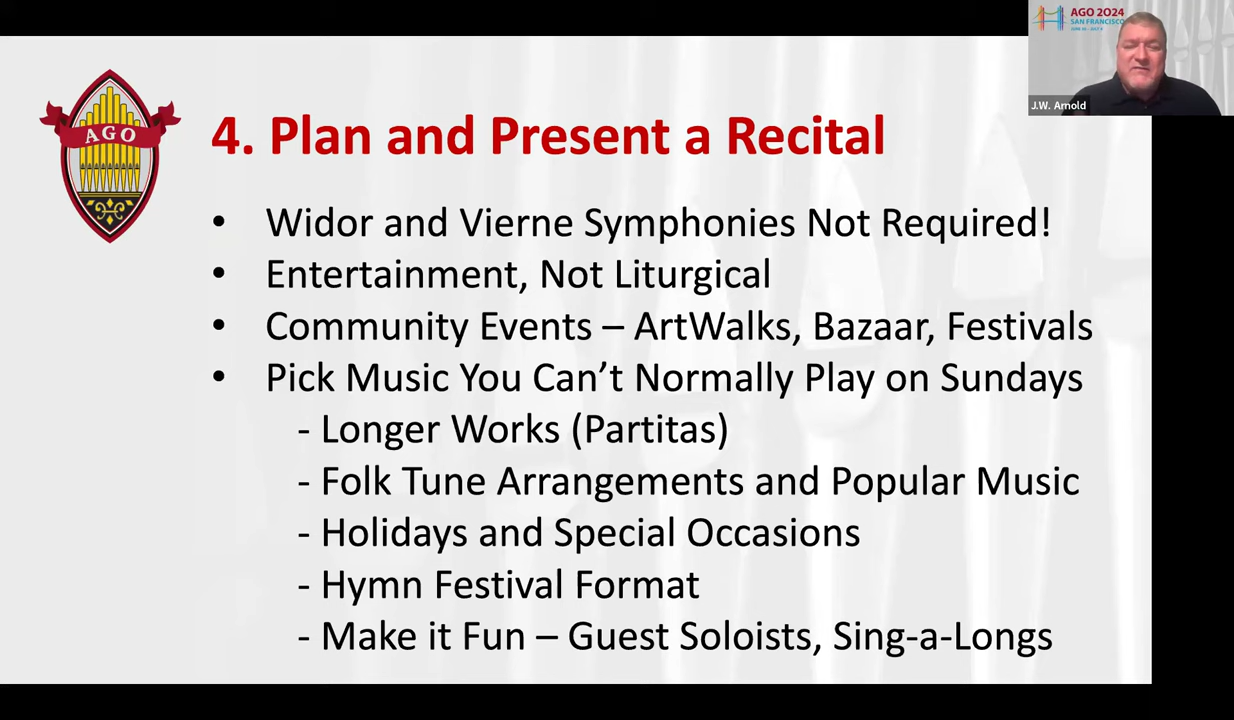 AGO 2024
SAN FRANCISCO
J.W. Arnold
AGO
4. Plan and Present a Recital
• Widor and Vierne Symphonies Not Required!
• Entertainment, Not Liturgical
• Community Events – ArtWalks, Bazaar, Festivals
• Pick Music You Can’t Normally Play on Sundays
- Longer Works (Partitas)
- Folk Tune Arrangements and Popular Music
- Holidays and Special Occasions
- Hymn Festival Format
- Make it Fun – Guest Soloists, Sing-a-Longs